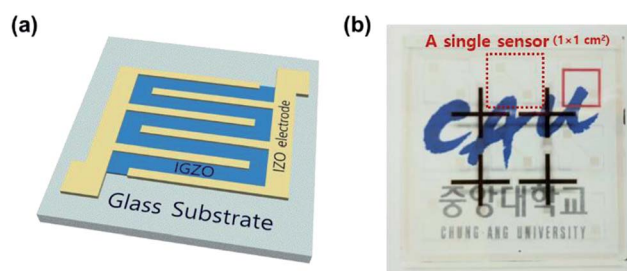 (a)
IZO electrode
IGZO
Glass Substrate
(b)
A single sensor (1×1 cm²)
CAU
중앙대학교
CHUNG-ANG UNIVERSITY